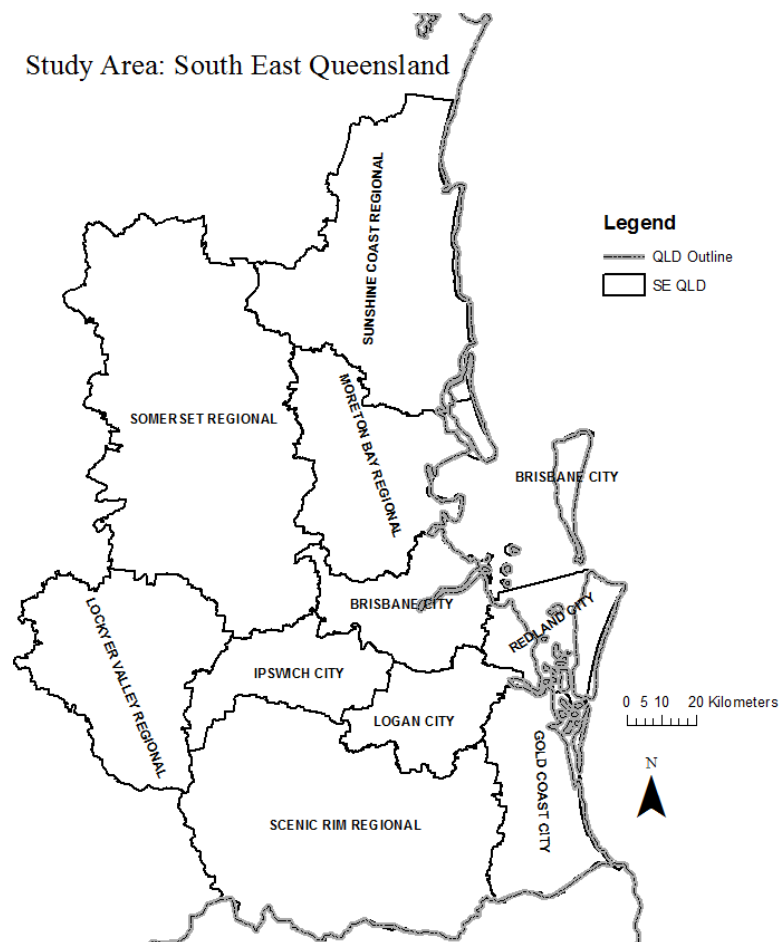 Study Area: South East Queensland
SUNSHINE COAST REGIONAL
Legend
QLD Outline
SE QLD
SOMERSET REGIONAL
MORETON BAY REGIONAL
BRISBANE CITY
BRISBANE CITY
LOCKYER VALLEY REGIONAL
REDLAND CITY
IPSWICH CITY
LOGAN CITY
0 5 10 20 Kilometers
GOLD COAST CITY
N
SCENIC RIM REGIONAL